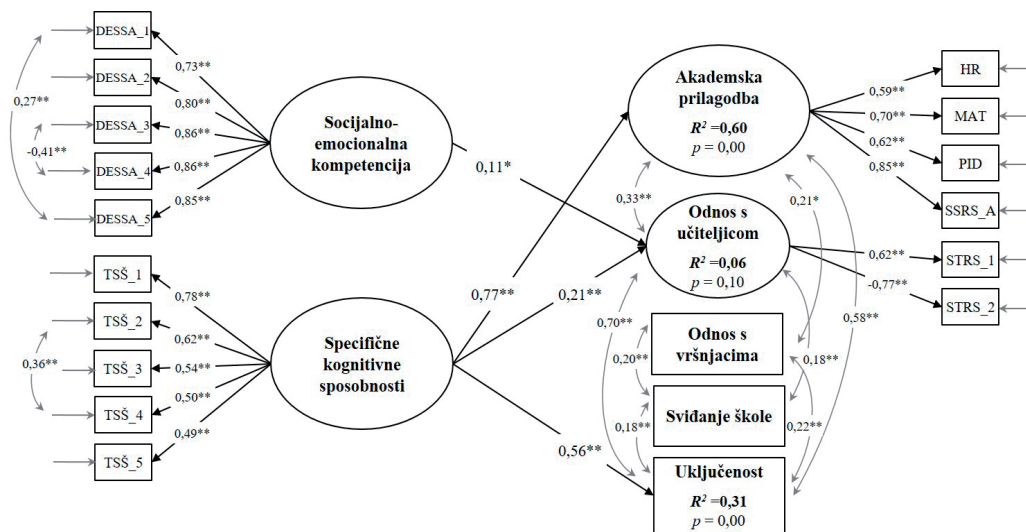 DESSA_1
DESSA_2
DESSA_3
DESSA_4
DESSA_5
0,27**
-0,41**
0,73**
0,80**
0,86**
0,86**
0,85**
Socijalno-
emocionalna
kompetencija
TSŠ_1
TSŠ_2
TSŠ_3
TSŠ_4
TSŠ_5
0,36**
0,78**
0,62**
0,54**
0,50**
0,49**
Specifične
kognitivne
sposobnosti
0,11*
0,77**
0,21**
0,56**
Akademska
prilagodba
R² =0,60
p = 0,00
0,33**
0,21*
Odnos s
učiteljicom
R² =0,06
p = 0,10
0,70**
0,58**
Odnos s
vršnjacima
0,20**
0,18**
Sviđanje škole
0,18**
0,22**
Uključenost
R² =0,31
p = 0,00
0,59**
0,70**
0,62**
0,85**
HR
MAT
PID
SSRS_A
0,62**
-0,77**
STRS_1
STRS_2